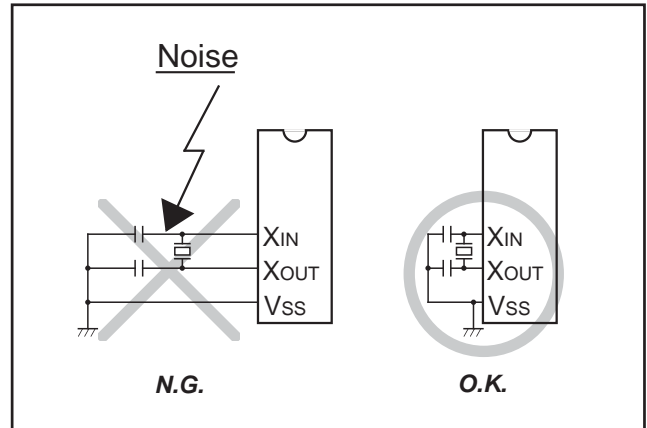 Noise
XIN
XOUT
VSS
N.G.
XIN
XOUT
VSS
O.K.